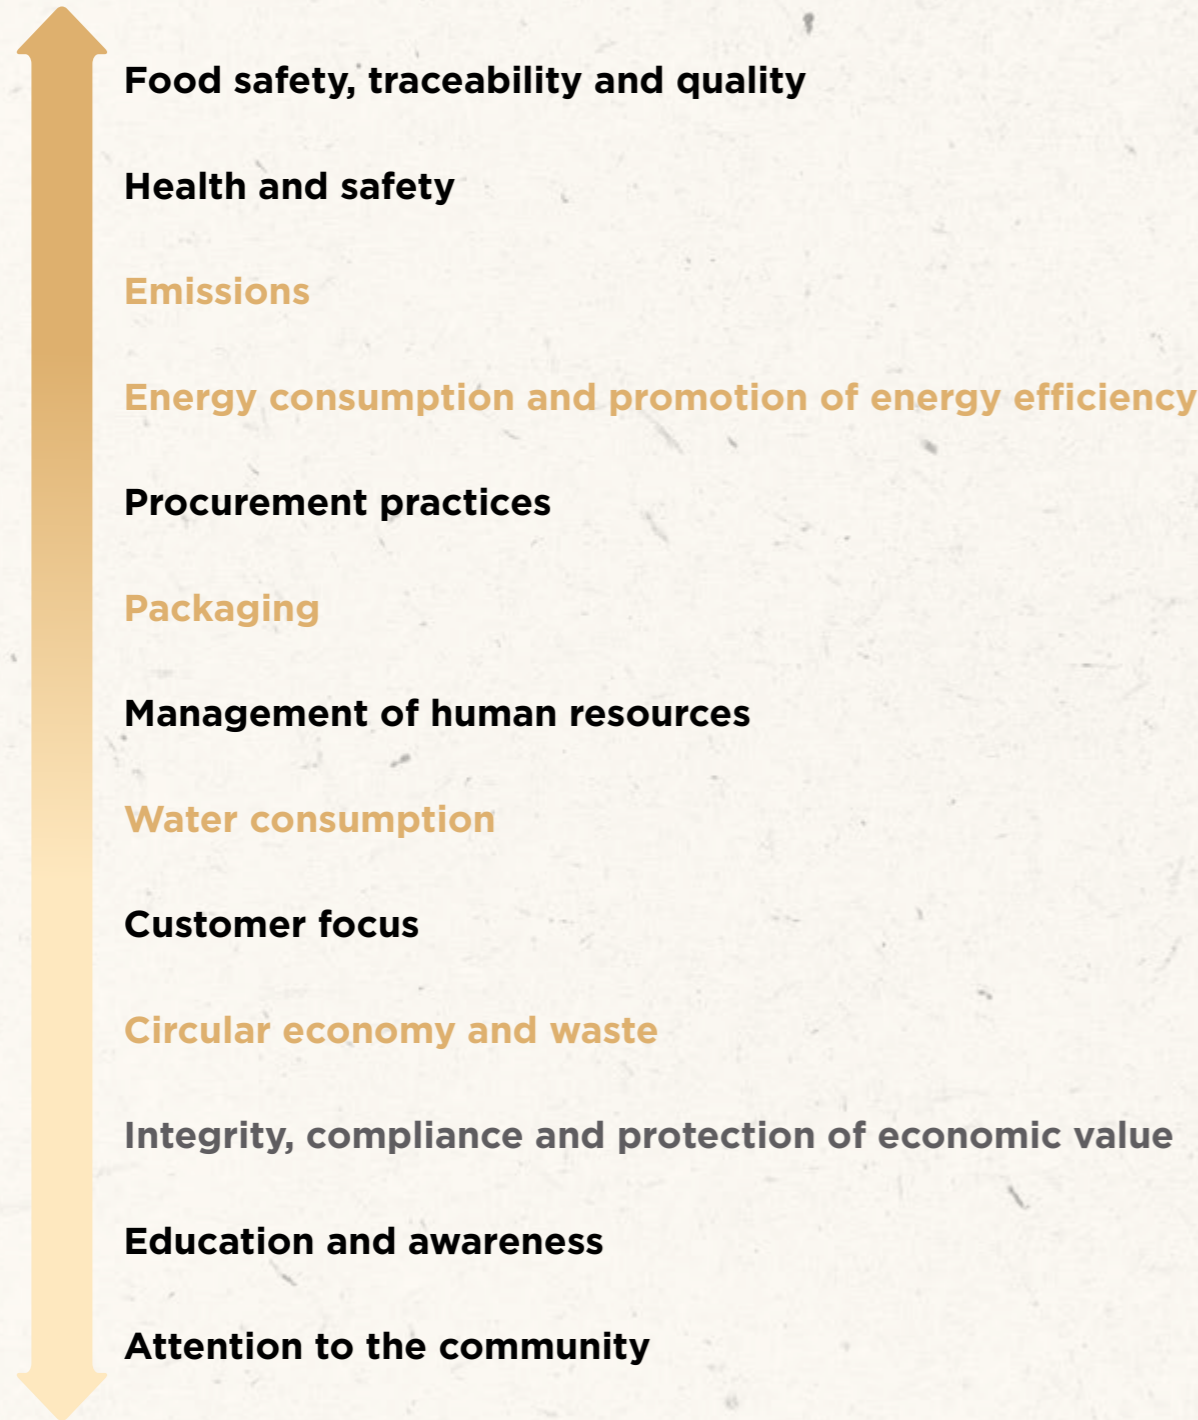 Food safety, traceability and quality
Health and safety
Emissions
Energy consumption and promotion of energy efficiency
Procurement practices
Packaging
Management of human resources
Water consumption
Customer focus
Circular economy and waste
Integrity, compliance and protection of economic value
Education and awareness
Attention to the community